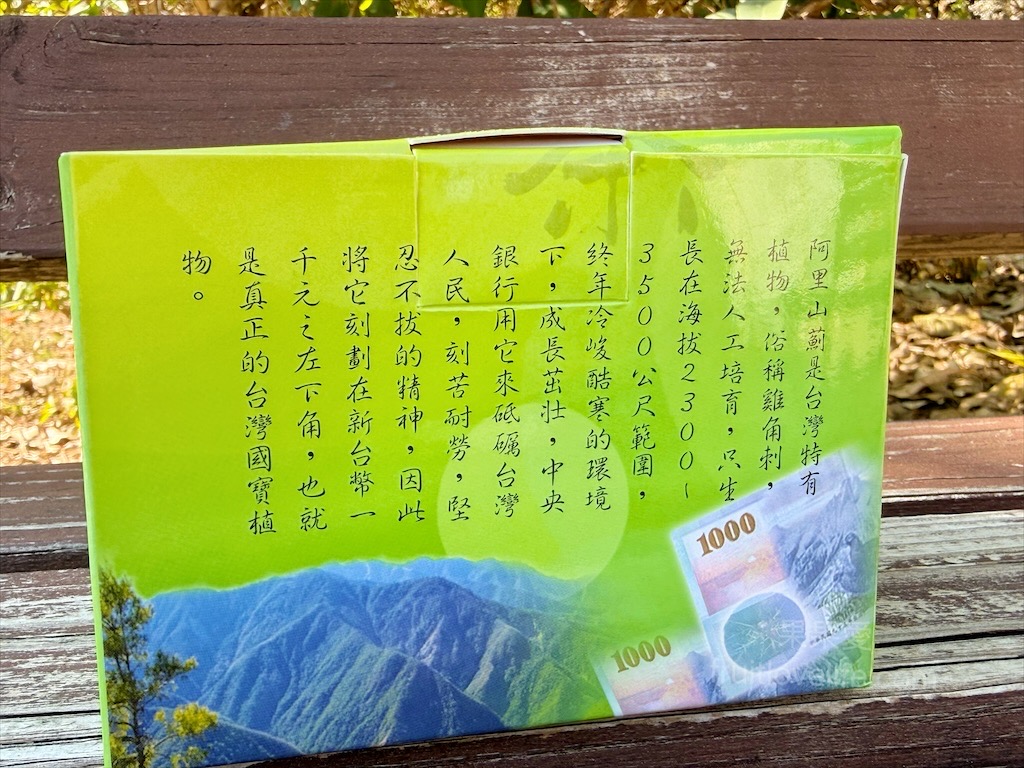 阿里山薊是台灣特有
植物，俗稱雞角刺，
無法人工培育，只生
長在海拔2300~
3500公尺範圍，
終年冷峻酷寒的環境
下，成長茁壯，中央
銀行用它來砥礪台灣
人民，刻苦耐勞，堅
忍不拔的精神，因此
將它刻劃在新台幣一
千元之左下角，也就
是真正的台灣國寶植
物。
1000
1000